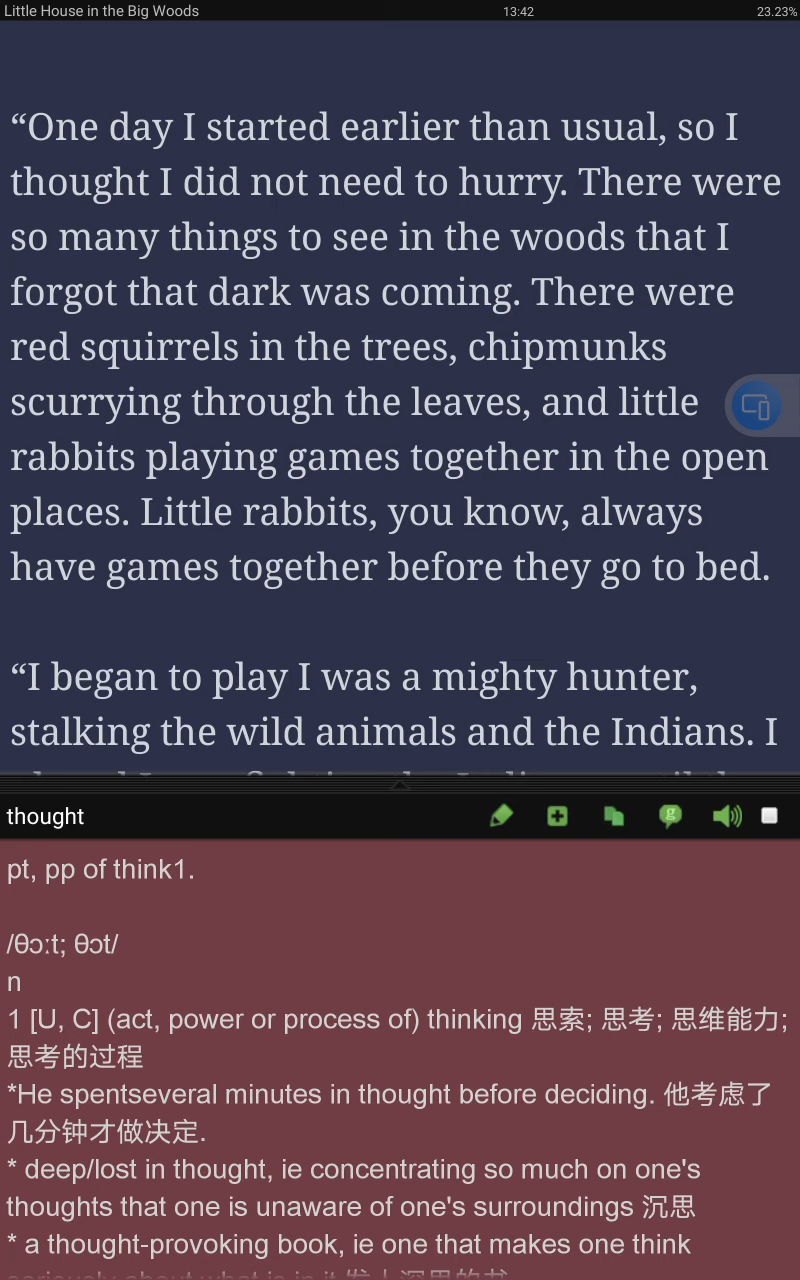 Little House in the Big Woods 13:42 23.23%
“One day I started earlier than usual, so I
thought I did not need to hurry. There were
so many things to see in the woods that I
forgot that dark was coming. There were
red squirrels in the trees, chipmunks
scurrying through the leaves, and little
rabbits playing games together in the open
places. Little rabbits, you know, always
have games together before they go to bed.
“I began to play I was a mighty hunter,
stalking the wild animals and the Indians. I
thought
pt, pp of think1.
/θɔːt; θɔt/
n
1 [U, C] (act, power or process of) thinking 思索; 思考; 思维能力;
思考的过程
*He spentseveral minutes in thought before deciding. 他考虑了
几分钟才做决定.
* deep/lost in thought, ie concentrating so much on one's
thoughts that one is unaware of one's surroundings 沉思
* a thought-provoking book, ie one that makes one think